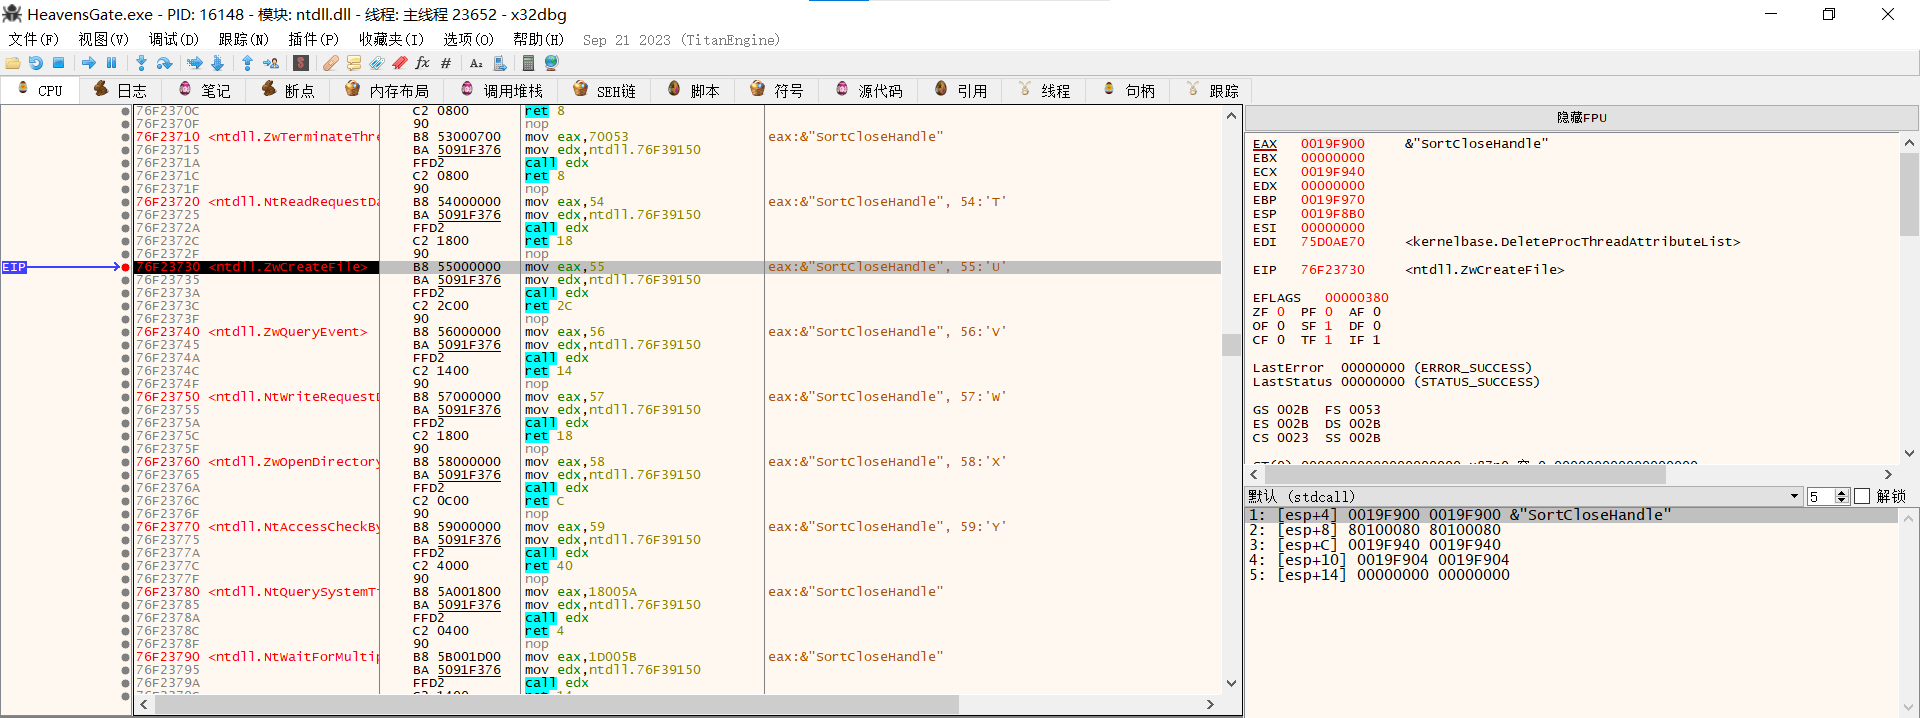 HeavensGate.exe - PID: 16148 - 模块: ntdll.dll - 线程: 主线程 23652 - x32dbg
文件(F) 视图(V) 调试(D) 跟踪(N) 插件(P) 收藏夹(I) 选项(O) 帮助(H) Sep 21 2023 (TitanEngine)
CPU 日志 笔记 断点 内存布局 调用堆栈 SEH链 脚本 符号 源代码 引用 线程 句柄 跟踪
76F2370C C2 0800 ret 8
76F2370F 90 nop
76F23710 <ntdll.ZwTerminateThre B8 53000700 mov eax,70053 eax:&"SortCloseHandle"
76F23715 BA 5091F376 mov edx,ntdll.76F39150
76F2371A FFD2 call edx
76F2371C C2 0800 ret 8
76F2371F 90 nop
76F23720 <ntdll.NtReadRequestDa B8 54000000 mov eax,54 eax:&"SortCloseHandle", 54:'T'
76F23725 BA 5091F376 mov edx,ntdll.76F39150
76F2372A FFD2 call edx
76F2372C C2 1800 ret 18
76F2372F 90 nop
EIP 76F23730 <ntdll.ZwCreateFile> B8 55000000 mov eax,55 eax:&"SortCloseHandle", 55:'U'
76F23735 BA 5091F376 mov edx,ntdll.76F39150
76F2373A FFD2 call edx
76F2373C C2 2C00 ret 2C
76F2373F 90 nop
76F23740 <ntdll.ZwQueryEvent> B8 56000000 mov eax,56 eax:&"SortCloseHandle", 56:'V'
76F23745 BA 5091F376 mov edx,ntdll.76F39150
76F2374A FFD2 call edx
76F2374C C2 1400 ret 14
76F2374F 90 nop
76F23750 <ntdll.NtWriteRequestD B8 57000000 mov eax,57 eax:&"SortCloseHandle", 57:'W'
76F23755 BA 5091F376 mov edx,ntdll.76F39150
76F2375A FFD2 call edx
76F2375C C2 1800 ret 18
76F2375F 90 nop
76F23760 <ntdll.ZwOpenDirectory B8 58000000 mov eax,58 eax:&"SortCloseHandle", 58:'X'
76F23765 BA 5091F376 mov edx,ntdll.76F39150
76F2376A FFD2 call edx
76F2376C C2 0C00 ret C
76F2376F 90 nop
76F23770 <ntdll.NtAccessCheckBy B8 59000000 mov eax,59 eax:&"SortCloseHandle", 59:'Y'
76F23775 BA 5091F376 mov edx,ntdll.76F39150
76F2377A FFD2 call edx
76F2377C C2 4000 ret 40
76F2377F 90 nop
76F23780 <ntdll.NtQuerySystemT B8 5A001800 mov eax,18005A eax:&"SortCloseHandle"
76F23785 BA 5091F376 mov edx,ntdll.76F39150
76F2378A FFD2 call edx
76F2378C C2 0400 ret 4
76F2378F 90 nop
76F23790 <ntdll.NtWaitForMultip B8 5B001D00 mov eax,1D005B eax:&"SortCloseHandle"
76F23795 BA 5091F376 mov edx,ntdll.76F39150
76F2379A FFD2 call edx
隐藏FPU
EAX 0019F900 &"SortCloseHandle"
EBX 00000000
ECX 0019F940
EDX 00000000
EBP 0019F970
ESP 0019F8B0
ESI 00000000
EDI 75D0AE70 <kernelbase.DeleteProcThreadAttributeList>
EIP 76F23730 <ntdll.ZwCreateFile>
EFLAGS 00000380
ZF 0 PF 0 AF 0
OF 0 SF 1 DF 0
CF 0 TF 1 IF 1
LastError 00000000 (ERROR_SUCCESS)
LastStatus 00000000 (STATUS_SUCCESS)
GS 002B FS 0053
ES 002B DS 002B
CS 0023 SS 002B
默认 (stdcall) 5 解锁
1: [esp+4] 0019F900 0019F900 &"SortCloseHandle"
2: [esp+8] 80100080 80100080
3: [esp+C] 0019F940 0019F940
4: [esp+10] 0019F904 0019F904
5: [esp+14] 00000000 00000000